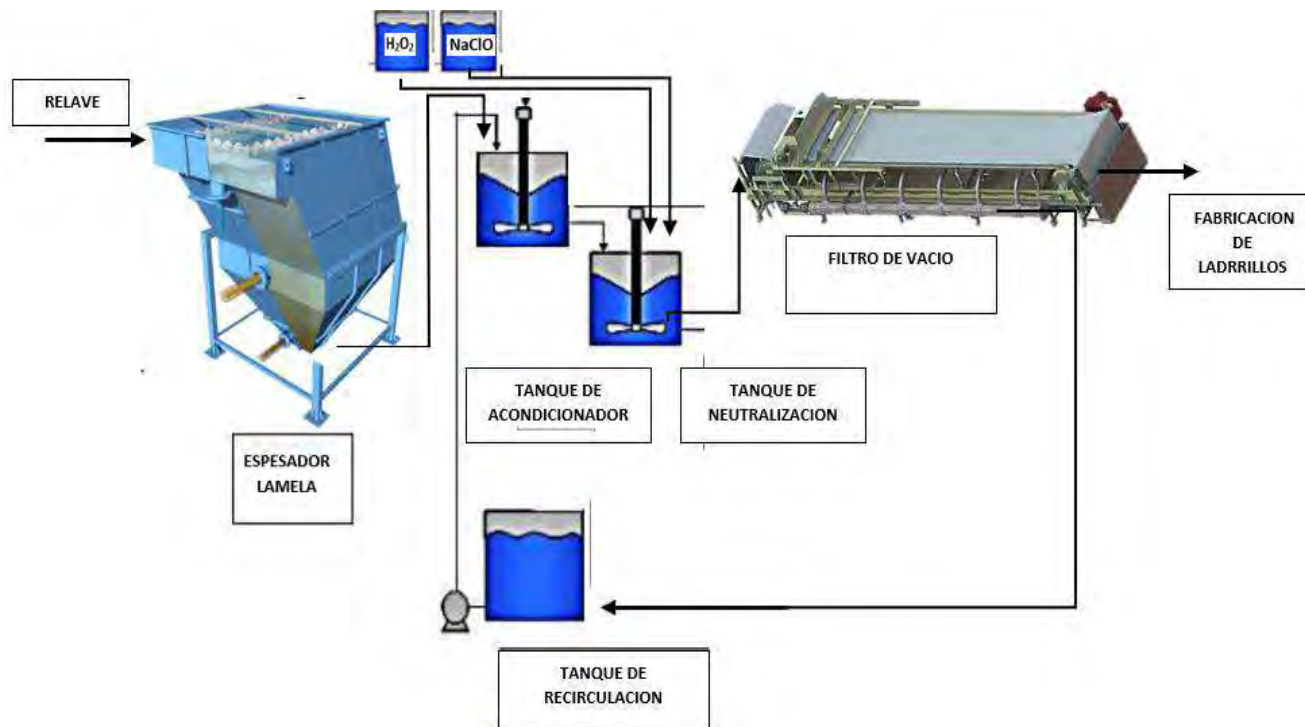 H₂O₂
NaClO
RELAVE
FILTRO DE VACIO
FABRICACION
DE
LADRRILLOS
TANQUE DE
ACONDICIONADOR
TANQUE DE
NEUTRALIZACION
ESPESADOR
LAMELA
TANQUE DE
RECIRCULACION